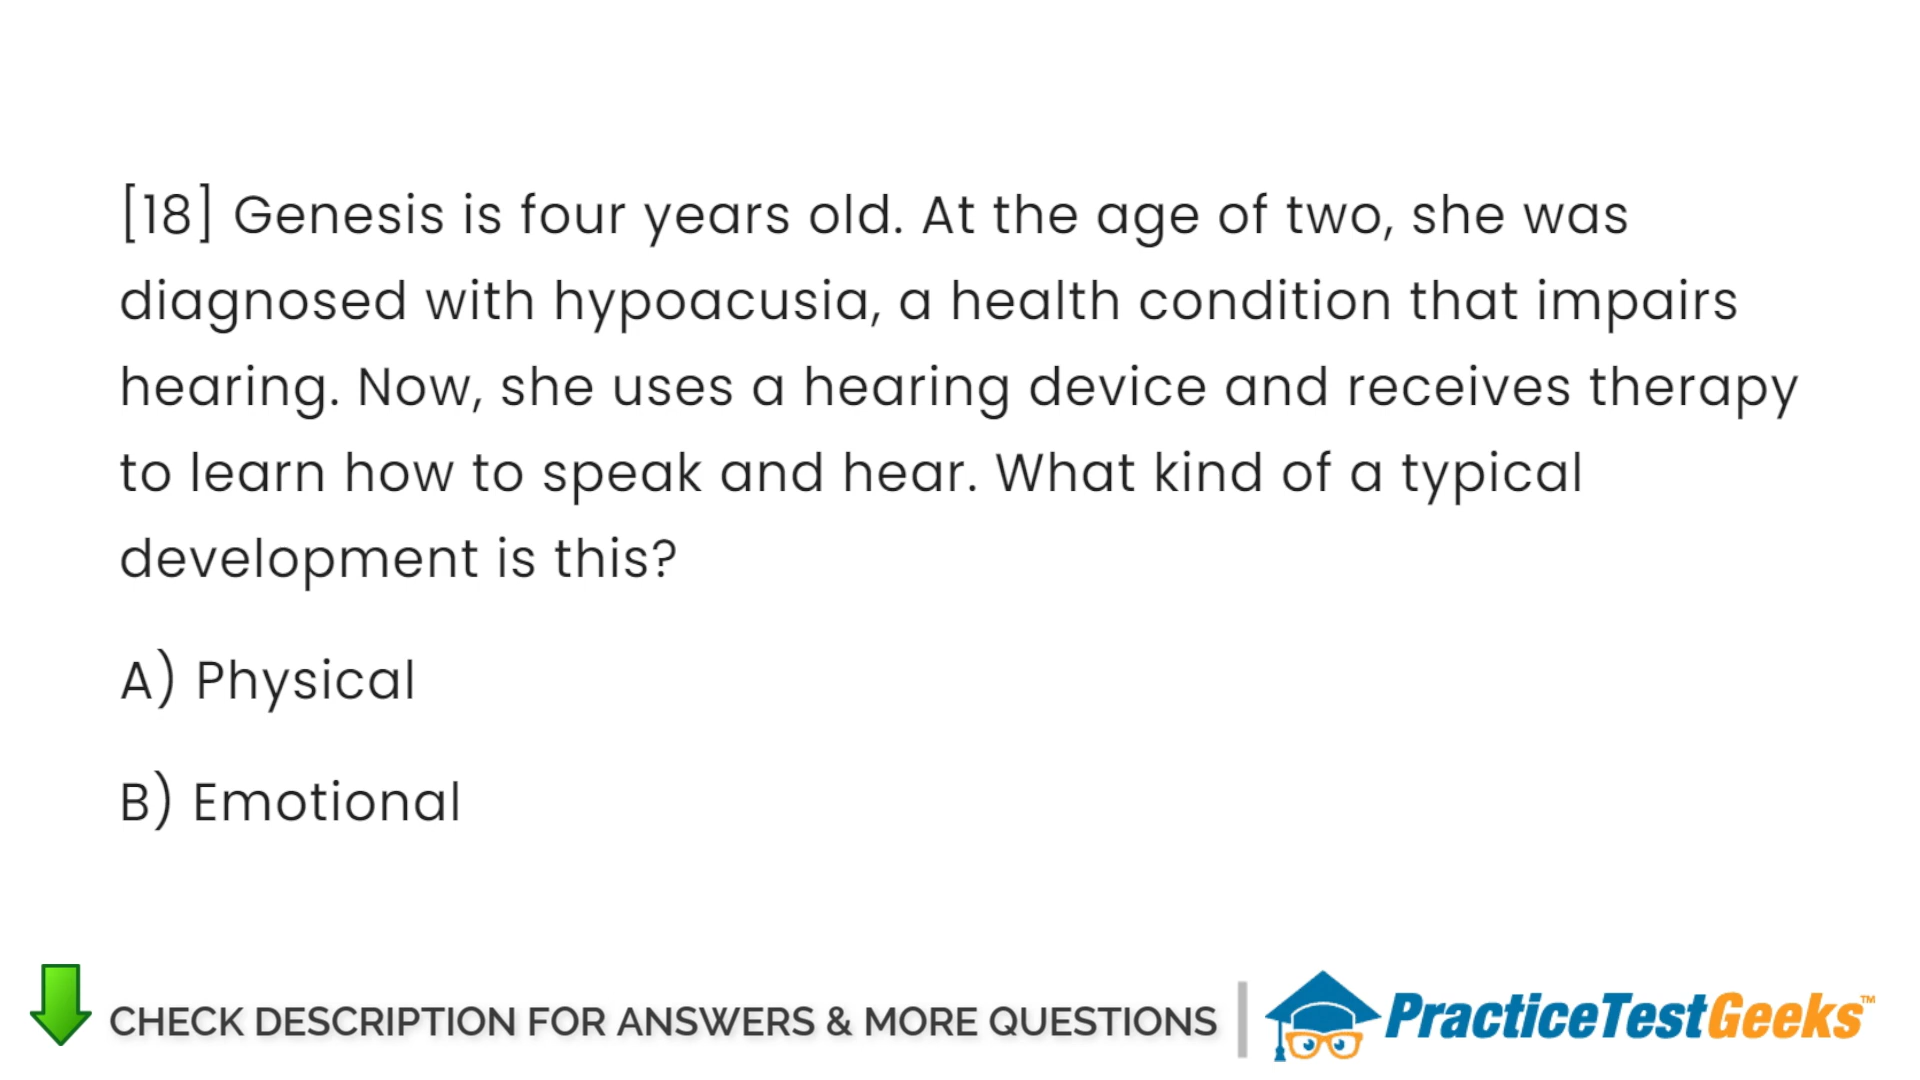 [18] Genesis is four years old. At the age of two, she was
diagnosed with hypoacusia, a health condition that impairs
hearing. Now, she uses a hearing device and receives therapy
to learn how to speak and hear. What kind of a typical
development is this?
A) Physical
B) Emotional
CHECK DESCRIPTION FOR ANSWERS & MORE QUESTIONS
PracticeTestGeeks™